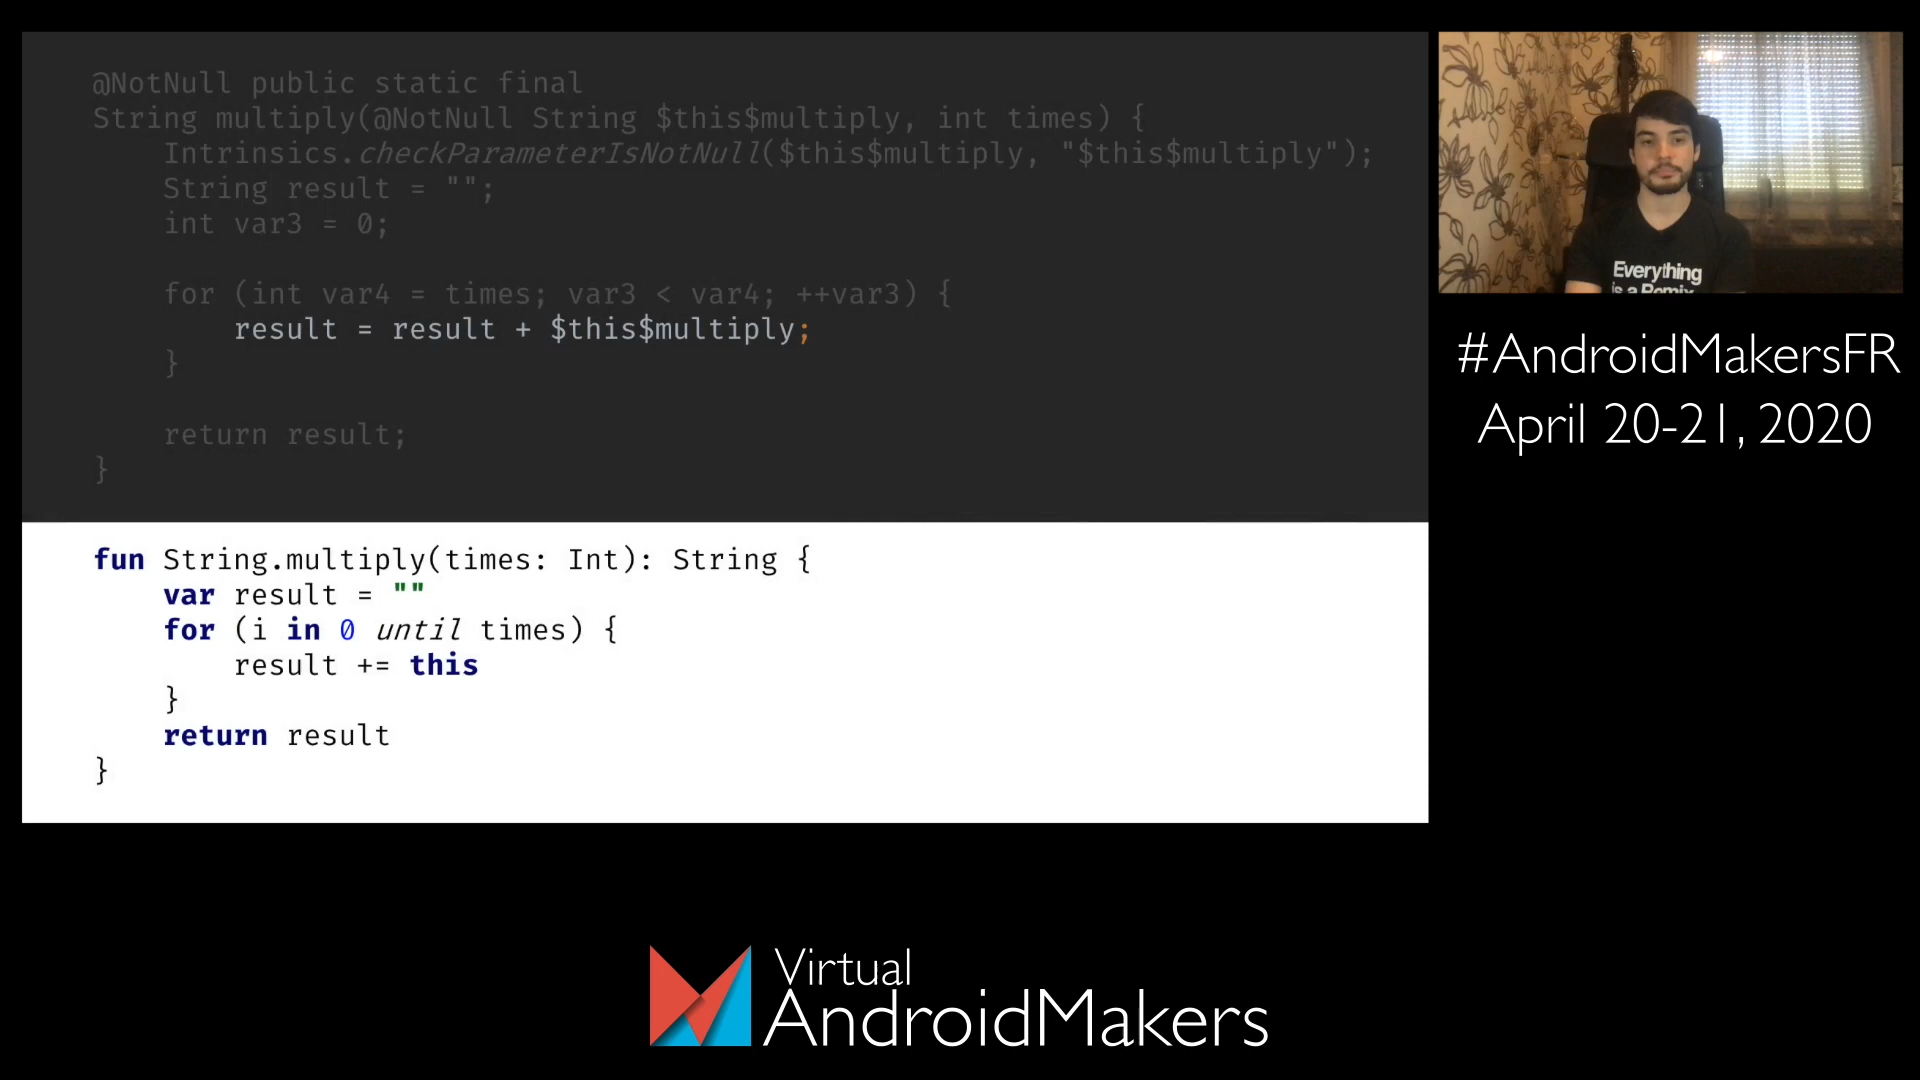 @NotNull public static final
String multiply(@NotNull String $this$multiply, int times) {
Intrinsics.checkParameterIsNotNull($this$multiply, "$this$multiply");
String result = "";
int var3 = 0;
for (int var4 = times; var3 < var4; ++var3) {
result = result + $this$multiply;
}
return result;
}
fun String.multiply(times: Int): String {
var result = ""
for (i in 0 until times) {
result += this
}
return result
}
Everything
is a Remix
#AndroidMakersFR
April 20-21, 2020
Virtual
AndroidMakers